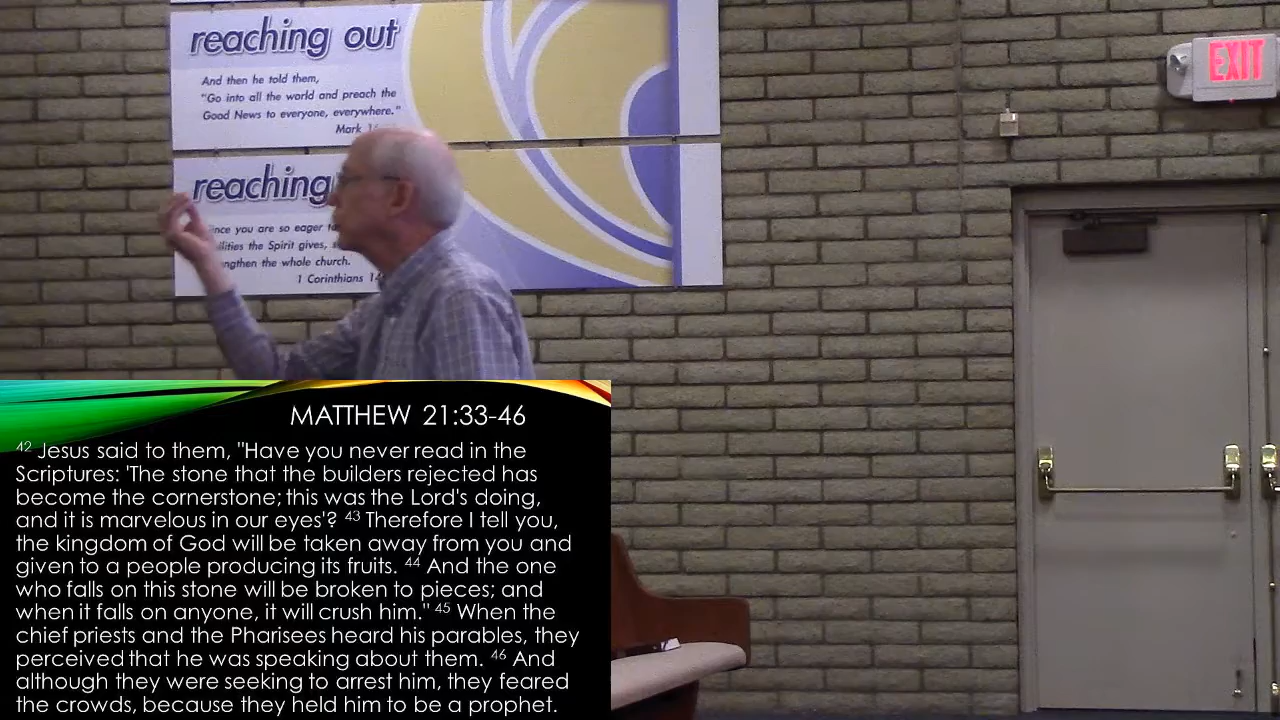 reaching out
And then he told them,
"Go into all the world and preach the
Good News to everyone, everywhere."
Mark
EXIT
reaching
since you are so eager
the Spirit gives,
the whole church.
1 Corinthians
MATTHEW 21:33-46
42 Jesus said to them, "Have you never read in the
Scriptures: 'The stone that the builders rejected has
become the cornerstone; this was the Lord's doing,
and it is marvelous in our eyes'? 43 Therefore I tell you,
the kingdom of God will be taken away from you and
given to a people producing its fruits. 44 And the one
who falls on this stone will be broken to pieces; and
when it falls on anyone, it will crush him." 45 When the
chief priests and the Pharisees heard his parables, they
perceived that he was speaking about them. 46 And
although they were seeking to arrest him, they feared
the crowds, because they held him to be a prophet.